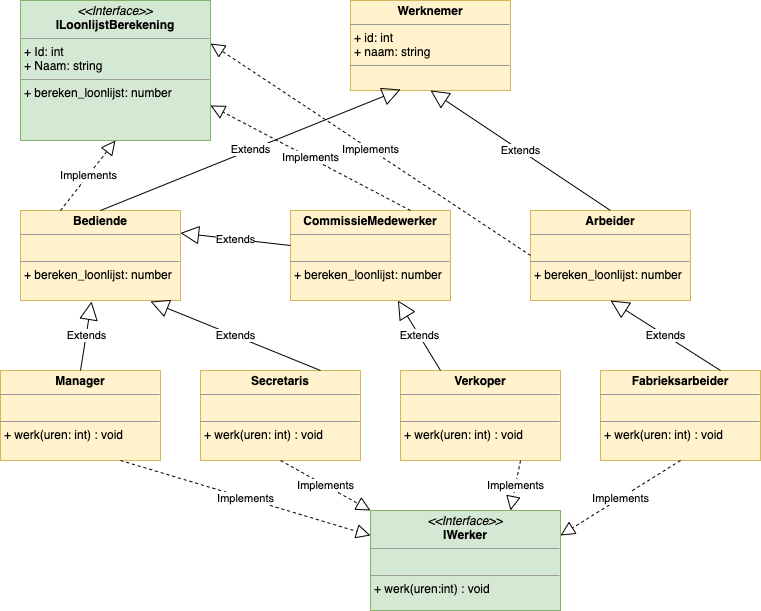 <<Interface>>
ILoonlijstBerekening
+ Id: int
+ Naam: string
+ bereken_loonlijst: number
Werknemer
+ id: int
+ naam: string
Extends
Implements
Implements
Extends
Implements
Bediende
+ bereken_loonlijst: number
Extends
CommissieMedewerker
+ bereken_loonlijst: number
Arbeider
+ bereken_loonlijst: number
Extends
Extends
Extends
Extends
Manager
+ werk(uren: int) : void
Secretaris
+ werk(uren: int) : void
Verkoper
+ werk(uren: int) : void
Fabrieksarbeider
+ werk(uren: int) : void
Implements
Implements
Implements
Implements
<<Interface>>
IWerker
+ werk(uren:int) : void